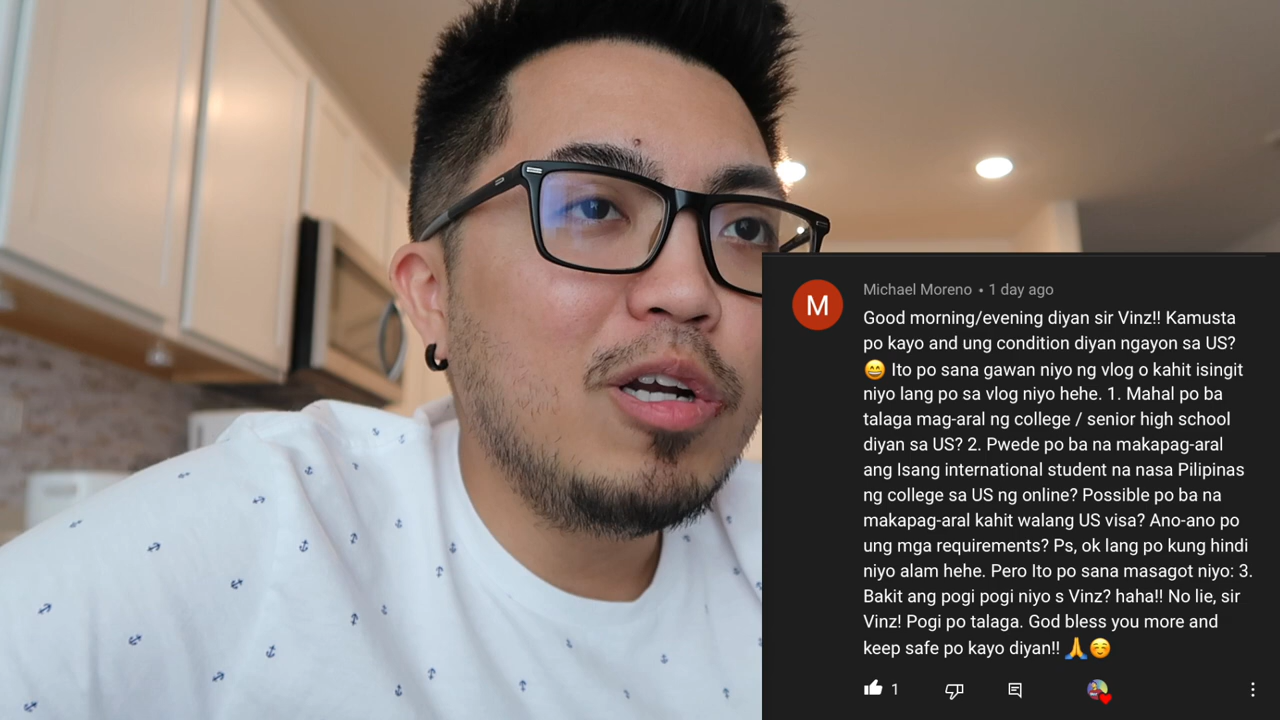 M
Michael Moreno • 1 day ago
Good morning/evening diyan sir Vinz!! Kamusta
po kayo and ung condition diyan ngayon sa US?
😄 Ito po sana gawan niyo ng vlog o kahit isingit
niyo lang po sa vlog niyo hehe. 1. Mahal po ba
talaga mag-aral ng college / senior high school
diyan sa US? 2. Pwede po ba na makapag-aral
ang Isang international student na nasa Pilipinas
ng college sa US ng online? Possible po ba na
makapag-aral kahit walang US visa? Ano-ano po
ung mga requirements? Ps, ok lang po kung hindi
niyo alam hehe. Pero Ito po sana masagot niyo: 3.
Bakit ang pogi pogi niyo s Vinz? haha!! No lie, sir
Vinz! Pogi po talaga. God bless you more and
keep safe po kayo diyan!! 🙏☺️
1